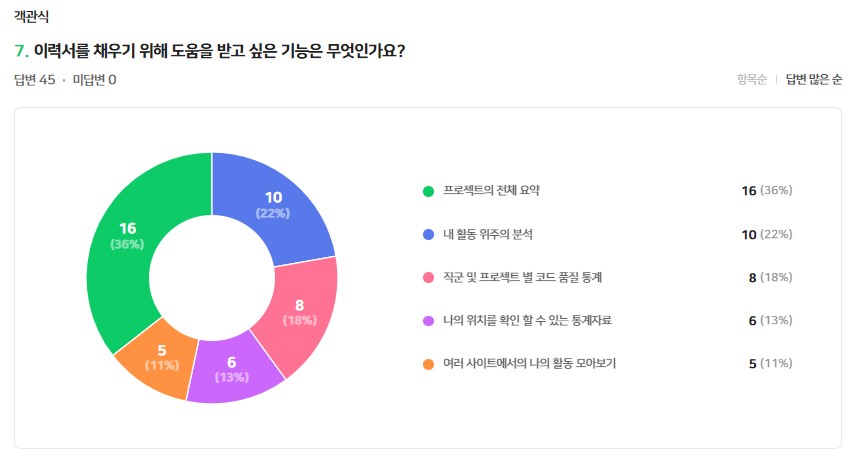 객관식
7. 이력서를 채우기 위해 도움을 받고 싶은 기능은 무엇인가요?
답변 45 · 미답변 0
항목순 | 답변 많은 순
10
(22%)
16
(36%)
8
(18%)
5
(11%)
6
(13%)
프로젝트의 전체 요약 16 (36%)
내 활동 위주의 분석 10 (22%)
직군 및 프로젝트 별 코드 품질 통계 8 (18%)
나의 위치를 확인 할 수 있는 통계자료 6 (13%)
여러 사이트에서의 나의 활동 모아보기 5 (11%)